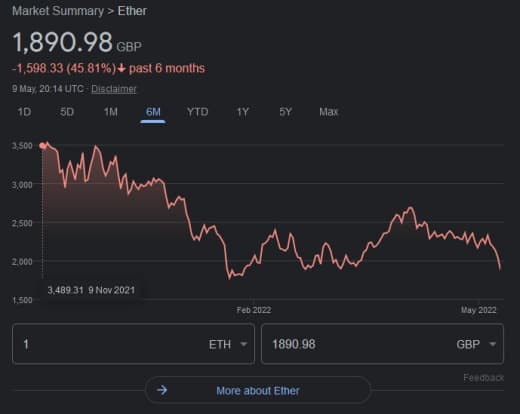 Market Summary > Ether
1,890.98 GBP
-1,598.33 (45.81%) past 6 months
9 May, 20:14 UTC · Disclaimer
1D 5D 1M 6M YTD 1Y 5Y Max
3,500
3,000
2,500
2,000
1,500
3,489.31 9 Nov 2021
Feb 2022 May 2022
1 ETH 1890.98 GBP
Feedback
More about Ether